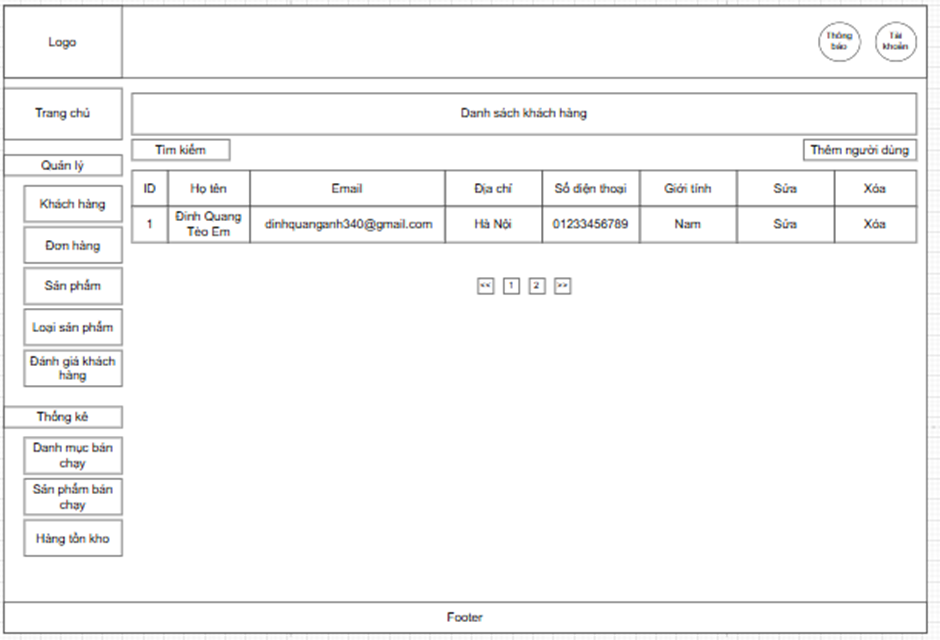 Logo
Thông
báo
Tài
khoản
Trang chủ
Danh sách khách hàng
Tìm kiếm
Thêm người dùng
Quản lý
Khách hàng
Đơn hàng
Sản phẩm
Loại sản phẩm
Đánh giá khách
hàng
Thống kê
Danh mục bán
chạy
Sản phẩm bán
chạy
Hàng tồn kho
ID Họ tên Email Địa chỉ Số điện thoại Giới tính Sửa Xóa
1 Đinh Quang
Tèo Em dinhquanganh340@gmail.com Hà Nội 01233456789 Nam Sửa Xóa
<< 1 2 >>
Footer